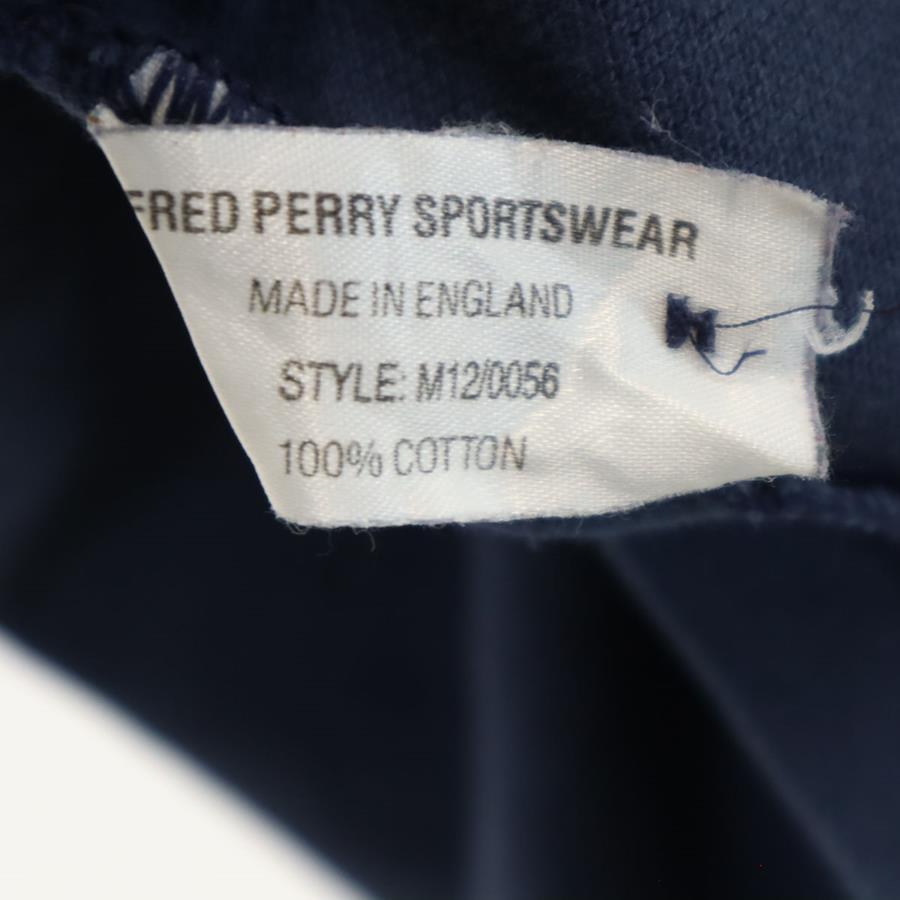 FRED PERRY SPORTSWEAR
MADE IN ENGLAND
STYLE: M12/0056
100% COTTON